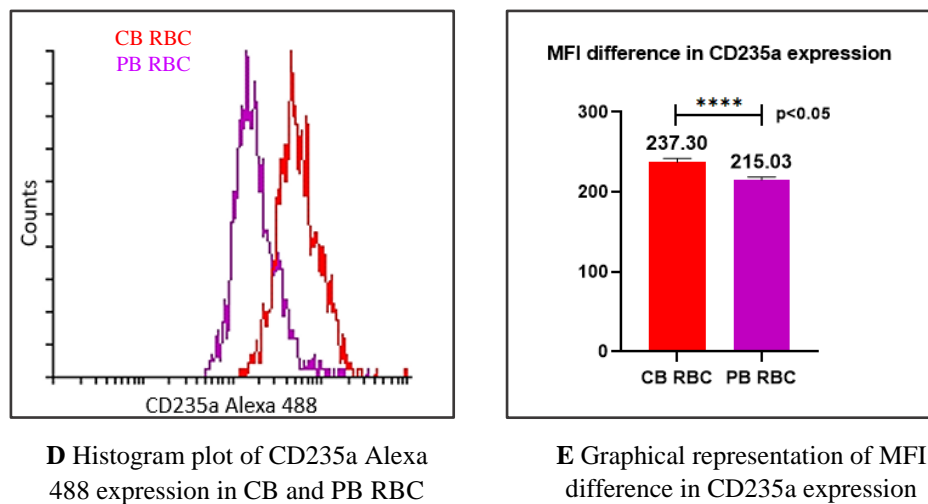 CB RBC
PB RBC
Counts
CD235a Alexa 488
D Histogram plot of CD235a Alexa
488 expression in CB and PB RBC
MFI difference in CD235a expression
****
p<0.05
300
237.30
215.03
200
100
0
CB RBC
PB RBC
E Graphical representation of MFI
difference in CD235a expression